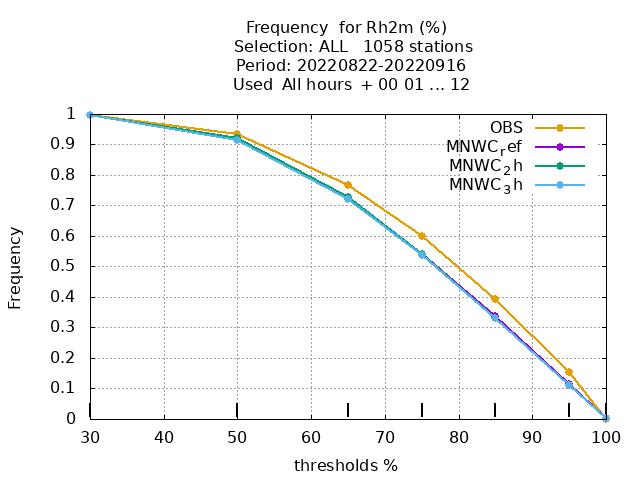 Frequency  for Rh2m (%)
Selection: ALL   1058 stations
Period: 20220822-20220916
Used  All hours  + 00 01 ... 12
OBS
MNWC_ref
MNWC_2h
MNWC_3h
1
0.9
0.8
0.7
0.6
0.5
0.4
0.3
0.2
0.1
0
Frequency
30 40 50 60 70 80 90 100
thresholds %